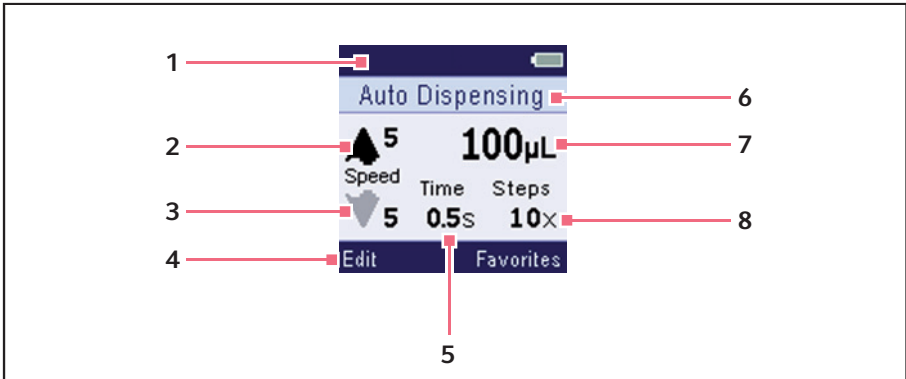 1
Auto Dispensing
6
2
5
100µL
7
Speed
Time
Steps
3
5
0.5s
10×
8
4
Edit
Favorites
5